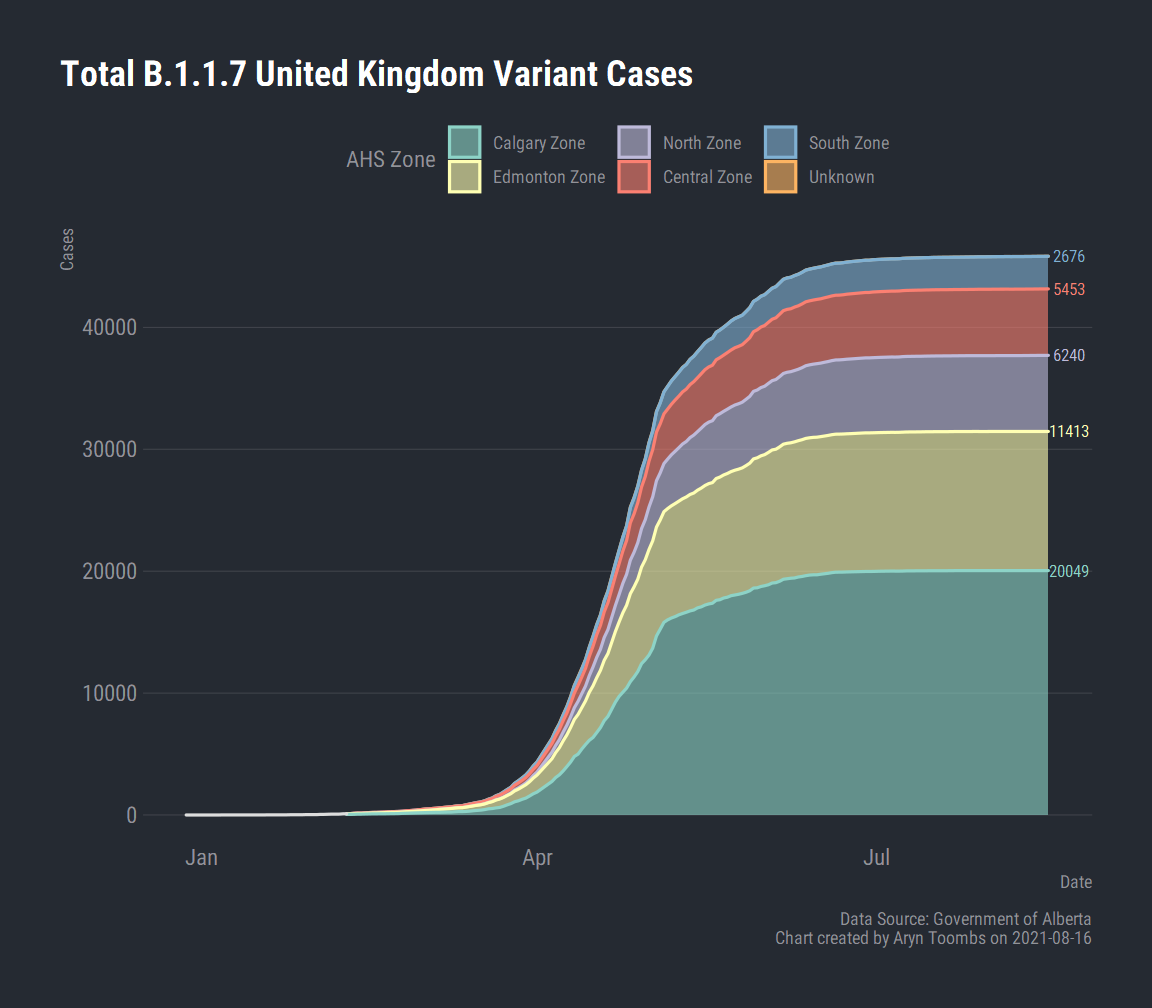 Total B.1.1.7 United Kingdom Variant Cases
AHS Zone
Calgary Zone
North Zone
South Zone
Edmonton Zone
Central Zone
Unknown
Cases
2676
5453
40000
6240
30000
11413
20000
20049
10000
0
Jan
Apr
Jul
Date
Data Source: Government of Alberta
Chart created by Aryn Toombs on 2021-08-16